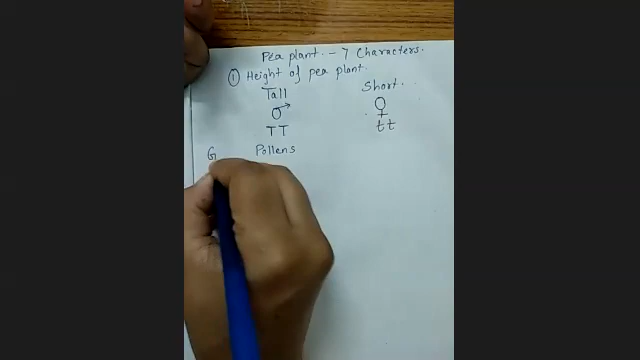 Pea plant. - 7 Characters.
① Height of pea plant.
Tall Short.
♂ ♀
TT tt
G Pollens